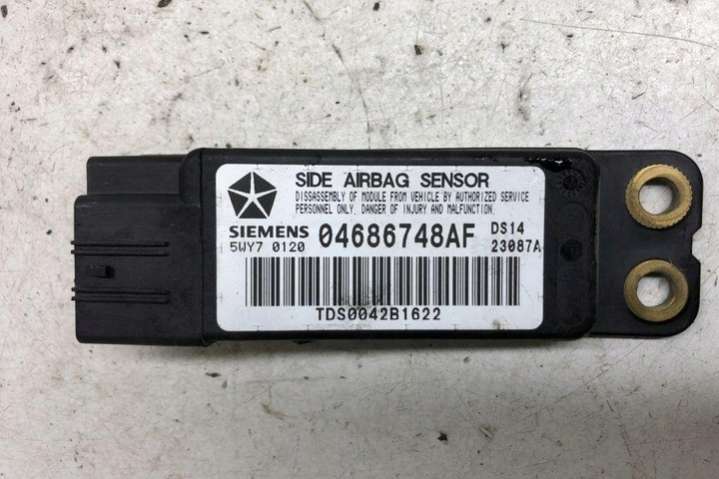 SIDE AIRBAG SENSOR
DISSASSEMBLY OF MODULE FROM VEHICLE BY AUTHORIZED SERVICE
PERSONNEL ONLY. DANGER OF INJURY AND MALFUNCTION.
SIEMENS 04686748AF DS14
5WY7 0120 23087A
TDS0042B1622